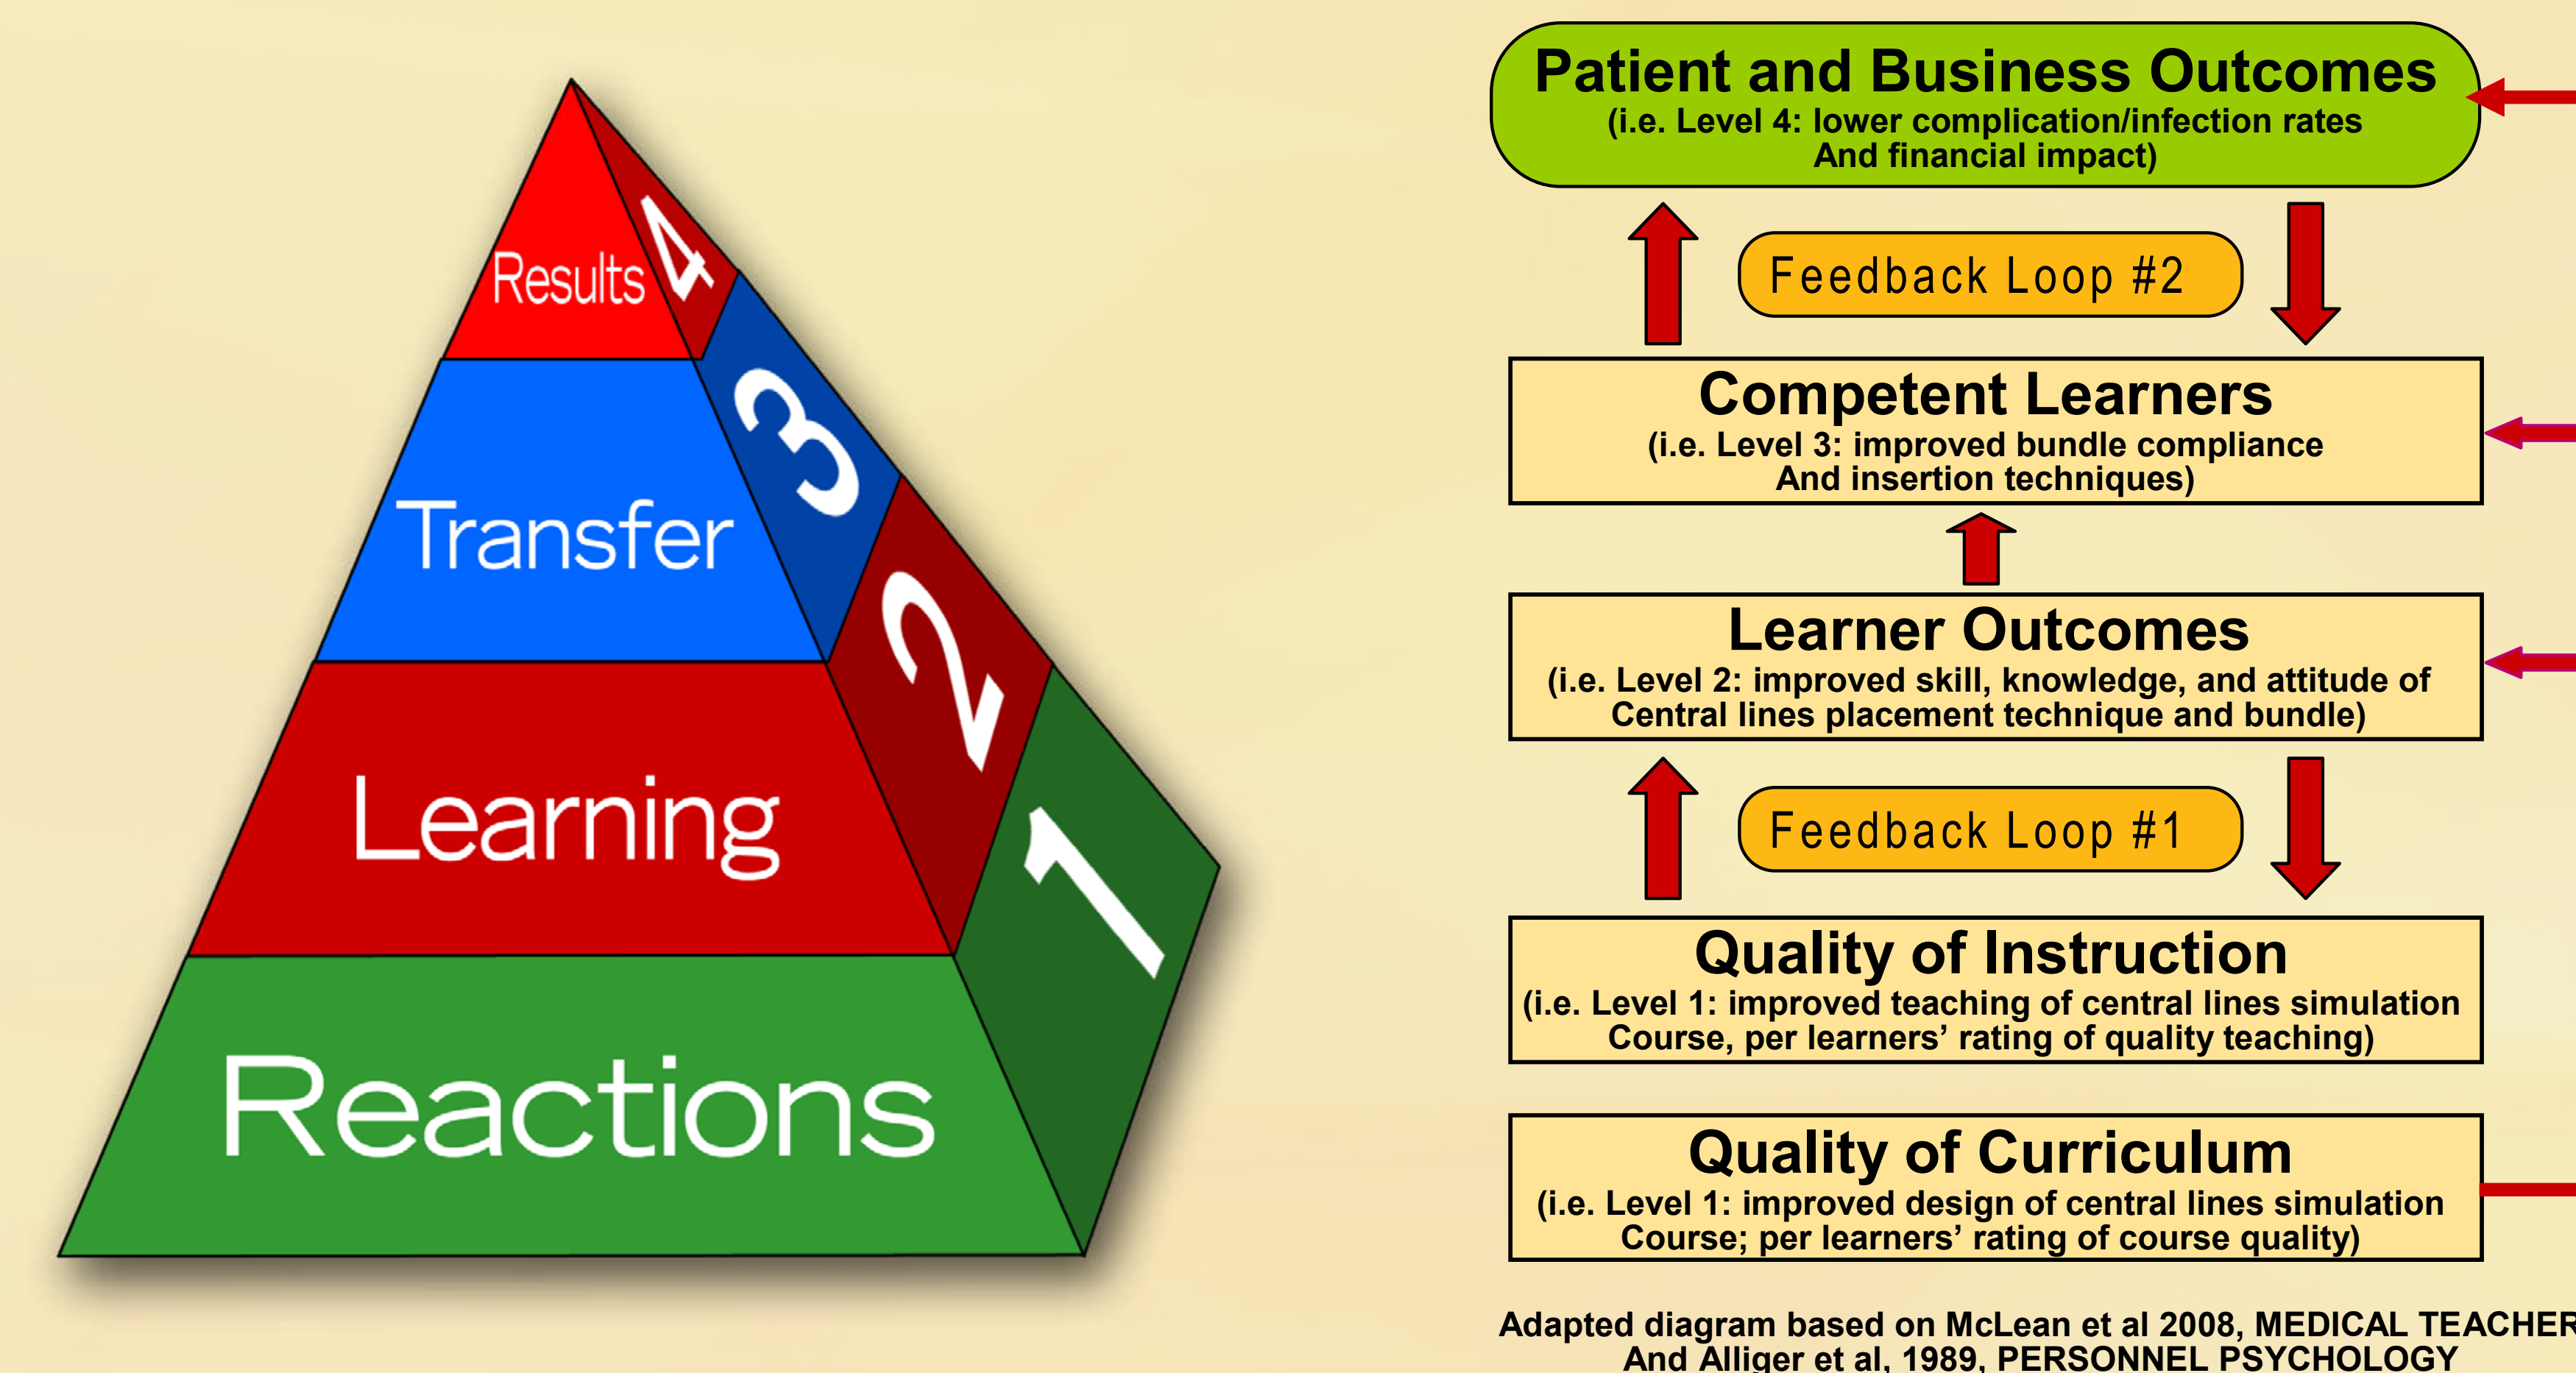 Results
4
Transfer
3
Learning
2
Reactions
1
Patient and Business Outcomes
(i.e. Level 4: lower complication/infection rates
And financial impact)
Feedback Loop #2
Competent Learners
(i.e. Level 3: improved bundle compliance
And insertion techniques)
Learner Outcomes
(i.e. Level 2: improved skill, knowledge, and attitude of
Central lines placement technique and bundle)
Feedback Loop #1
Quality of Instruction
(i.e. Level 1: improved teaching of central lines simulation
Course, per learners’ rating of quality teaching)
Quality of Curriculum
(i.e. Level 1: improved design of central lines simulation
Course; per learners’ rating of course quality)
Adapted diagram based on McLean et al 2008, MEDICAL TEACHER
And Alliger et al, 1989, PERSONNEL PSYCHOLOGY